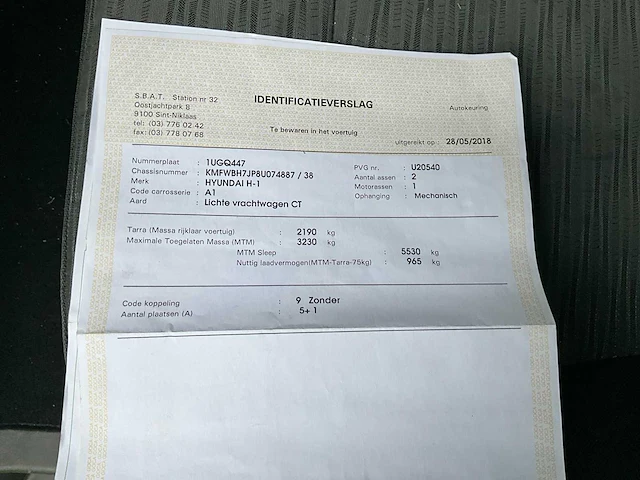 S.B.A.T. Station nr 32
Oostjachtpark 8
9100 Sint-Niklaas
tel: (03) 776 02.42
fax: (03) 778 07 68
IDENTIFICATIEVERSLAG
Autokeuring
Te bewaren in het voertuig
uitgereikt op : 28/05/2018
Nummerplaat : 1UGQ447
Chassisnummer : KMFWBH7JP8U074887 / 38
Merk : HYUNDAI H-1
Code carrosserie : A1
Aard : Lichte vrachtwagen CT
PVG nr. : U20540
Aantal assen : 2
Motorassen : 1
Ophanging : Mechanisch
Tarra (Massa rijklaar voertuig) : 2190 kg
Maximale Toegelaten Massa (MTM) : 3230 kg
MTM Sleep : 5530 kg
Nuttig laadvermogen(MTM-Tarra-75kg) : 965 kg
Code koppeling : 9 Zonder
Aantal plaatsen (A) : 5+ 1